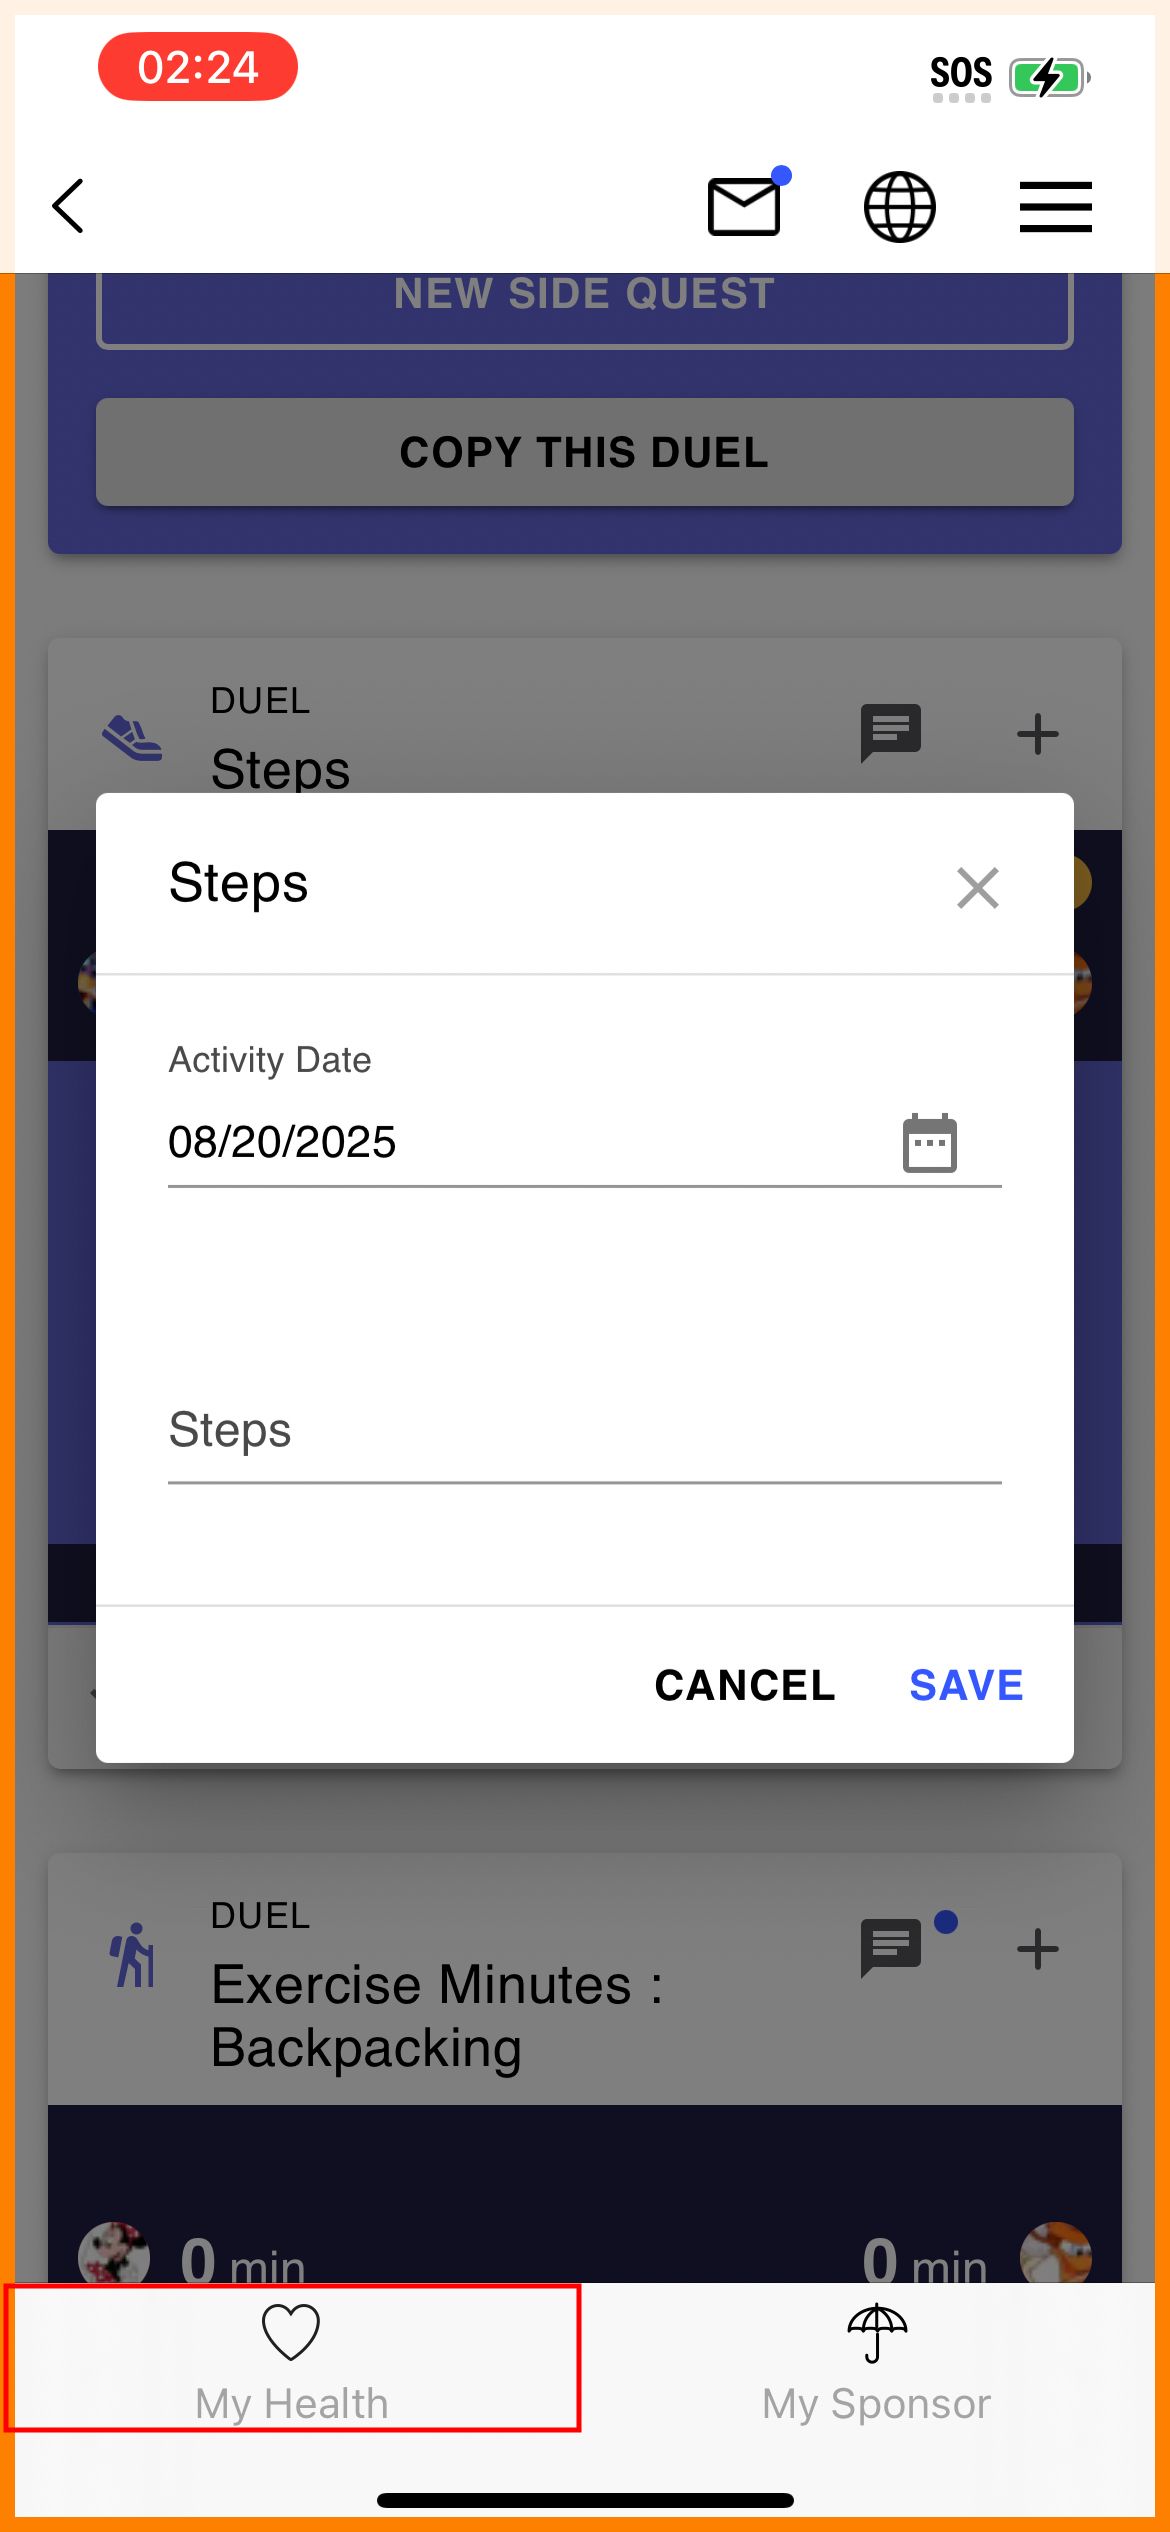 02:24
SOS
NEW SIDE QUEST
COPY THIS DUEL
DUEL
Steps
Steps
Activity Date
08/20/2025
Steps
CANCEL SAVE
DUEL
Exercise Minutes :
Backpacking
0 min 0 min
My Health My Sponsor